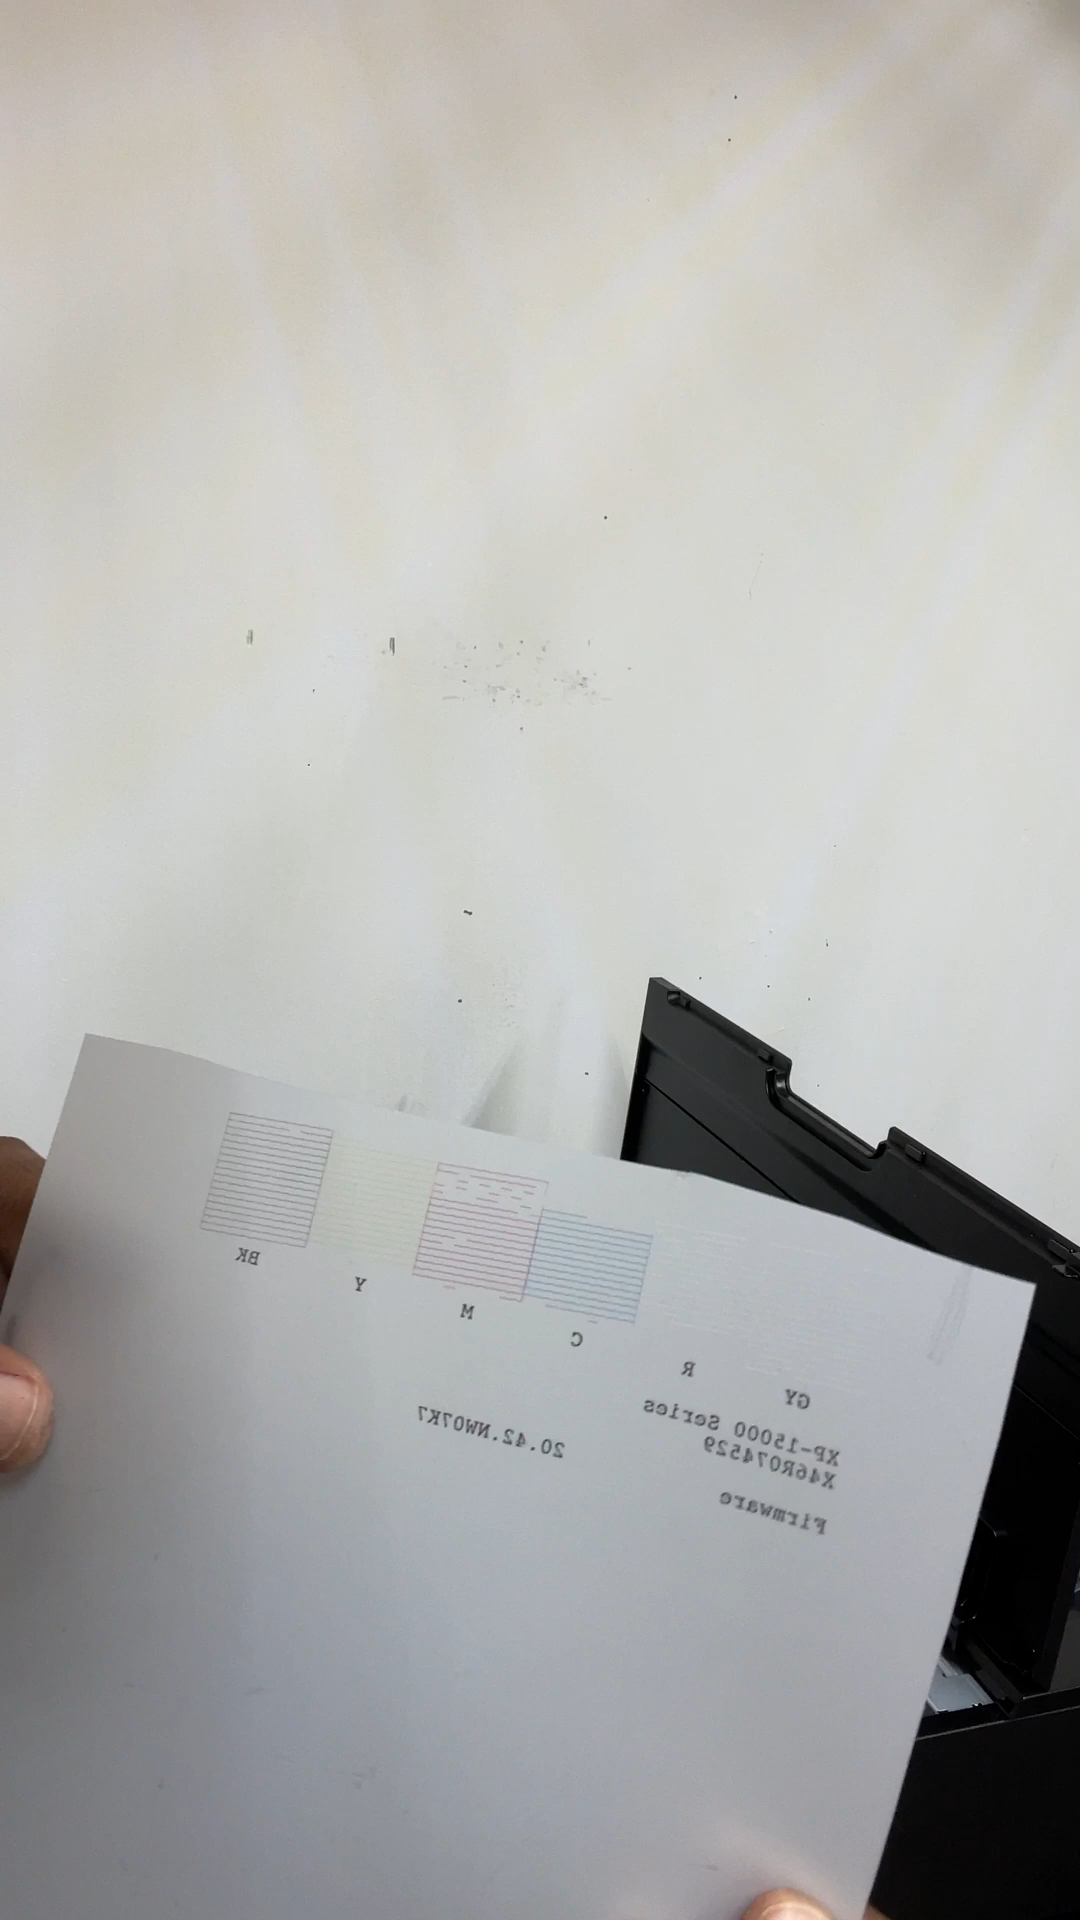 BK
Y
M
C
R
GY
XP-15000 Series
X46R074529
Firmware
20.42.NW07K7